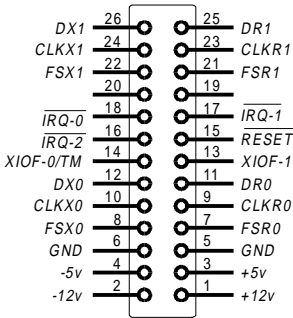 DX1 26 25 DR1
CLKX1 24 23 CLKR1
FSX1 22 21 FSR1
20 19
IRQ-0 18 17 IRQ-1
IRQ-2 16 15 RESET
XIOF-0/TM 14 13 XIOF-1
DX0 12 11 DR0
CLKX0 10 9 CLKR0
FSX0 8 7 FSR0
GND 6 5 GND
-5v 4 3 +5v
-12v 2 1 +12v